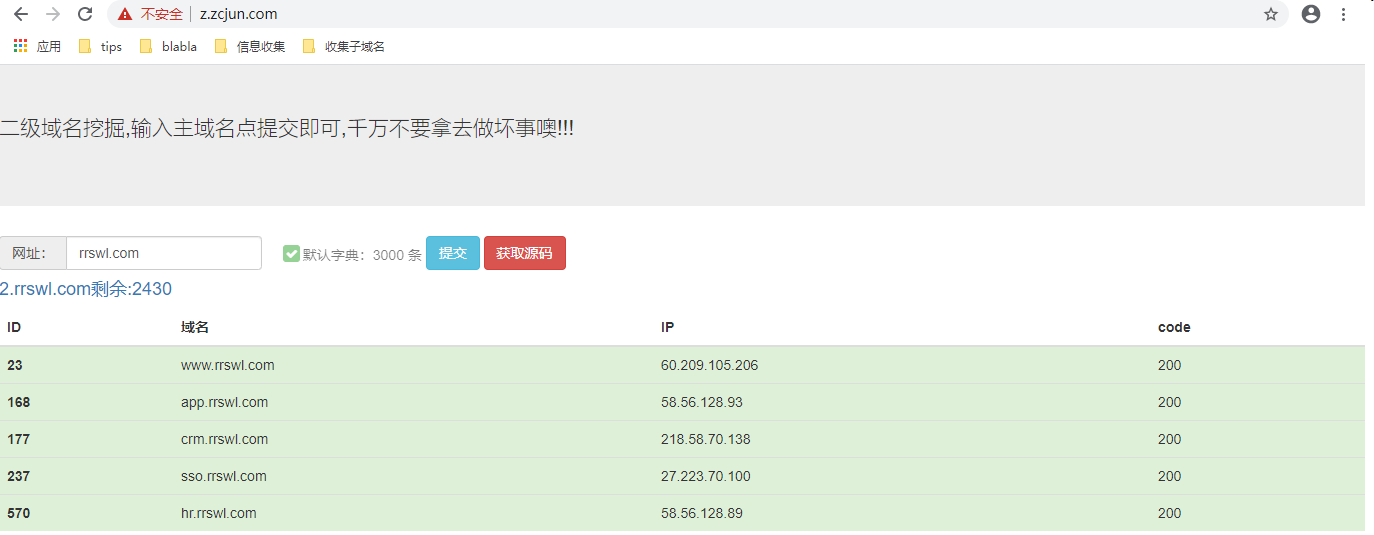 不安全 z.zcjun.com
应用 tips blabla 信息收集 收集子域名
二级域名挖掘,输入主域名点提交即可,千万不要拿去做坏事噢!!!
网址： rrswl.com 默认字典：3000 条 提交 获取源码
2.rrswl.com剩余:2430
ID 域名 IP code
23 www.rrswl.com 60.209.105.206 200
168 app.rrswl.com 58.56.128.93 200
177 crm.rrswl.com 218.58.70.138 200
237 sso.rrswl.com 27.223.70.100 200
570 hr.rrswl.com 58.56.128.89 200